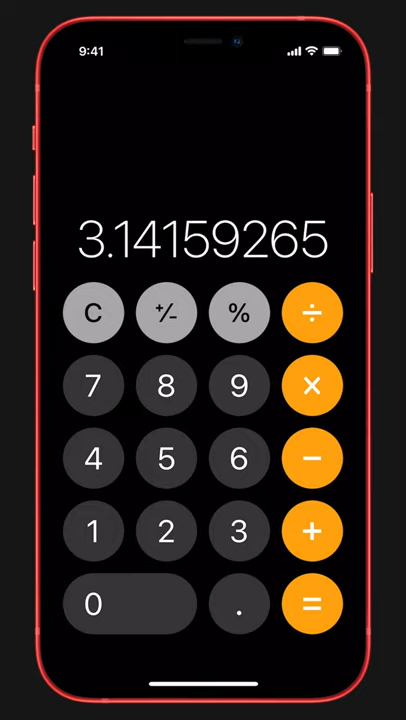 9:41
3.14159265
C +/- % ÷
7 8 9 ×
4 5 6 −
1 2 3 +
0 . =